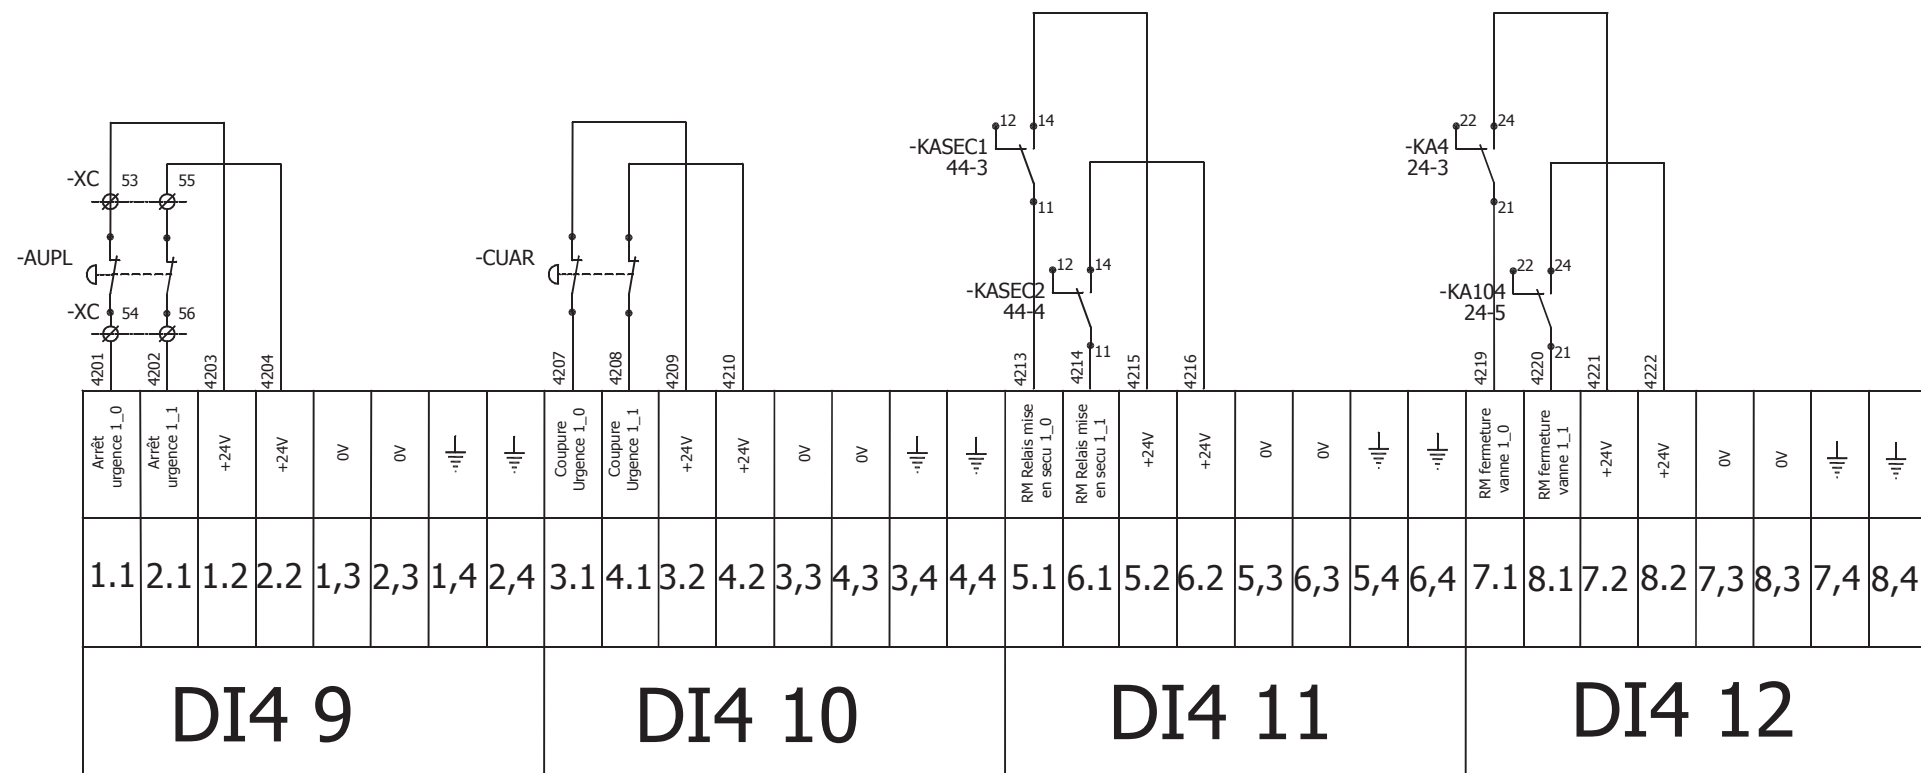 12
14
-KASEC1
44-3
11
22
24
-KA4
24-3
21
-XC
53
55
-AUPL
-XC
54
56
-CUAR
12
14
-KASEC2
44-4
11
22
24
-KA104
24-5
21
4201
4202
4203
4204
4207
4208
4209
4210
4213
4214
4215
4216
4219
4220
4221
4222
Arrêt
urgence 1_0
Arrêt
urgence 1_1
+24V
+24V
0V
0V
Coupure
Urgence 1_0
Coupure
Urgence 1_1
+24V
+24V
0V
0V
RM Relais mise
en secu 1_0
RM Relais mise
en secu 1_1
+24V
+24V
0V
0V
RM fermeture
vanne 1_0
RM fermeture
vanne 1_1
+24V
+24V
0V
0V
1.1 2.1 1.2 2.2 1,3 2,3 1,4 2,4 3.1 4.1 3.2 4.2 3,3 4,3 3,4 4,4 5.1 6.1 5.2 6.2 5,3 6,3 5,4 6,4 7.1 8.1 7.2 8.2 7,3 8,3 7,4 8,4
DI4 9
DI4 10
DI4 11
DI4 12